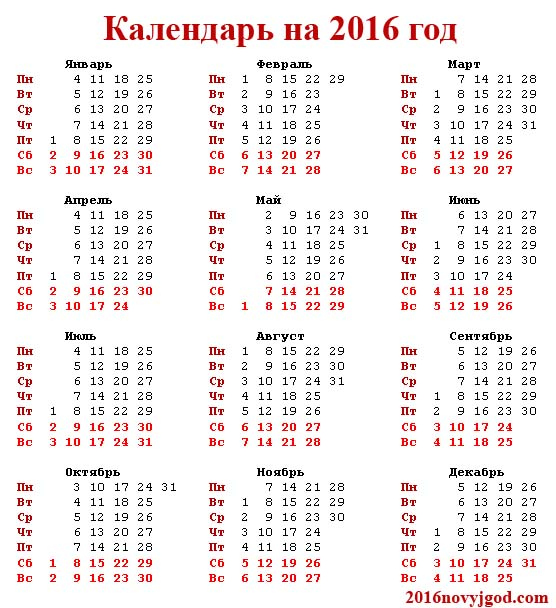 Календарь на 2016 год
Январь Февраль Март
Пн 4 11 18 25 Пн 1 8 15 22 29 Пн 7 14 21 28
Вт 5 12 19 26 Вт 2 9 16 23 Вт 1 8 15 22 29
Ср 6 13 20 27 Ср 3 10 17 24 Ср 2 9 16 23 30
Чт 7 14 21 28 Чт 4 11 18 25 Чт 3 10 17 24 31
Пт 1 8 15 22 29 Пт 5 12 19 26 Пт 4 11 18 25
Сб 2 9 16 23 30 Сб 6 13 20 27 Сб 5 12 19 26
Вс 3 10 17 24 31 Вс 7 14 21 28 Вс 6 13 20 27
Апрель Май Июнь
Пн 4 11 18 25 Пн 2 9 16 23 30 Пн 6 13 20 27
Вт 5 12 19 26 Вт 3 10 17 24 31 Вт 7 14 21 28
Ср 6 13 20 27 Ср 4 11 18 25 Ср 1 8 15 22 29
Чт 7 14 21 28 Чт 5 12 19 26 Чт 2 9 16 23 30
Пт 1 8 15 22 29 Пт 6 13 20 27 Пт 3 10 17 24
Сб 2 9 16 23 30 Сб 7 14 21 28 Сб 4 11 18 25
Вс 3 10 17 24 Вс 1 8 15 22 29 Вс 5 12 19 26
Июль Август Сентябрь
Пн 4 11 18 25 Пн 1 8 15 22 29 Пн 5 12 19 26
Вт 5 12 19 26 Вт 2 9 16 23 30 Вт 6 13 20 27
Ср 6 13 20 27 Ср 3 10 17 24 31 Ср 7 14 21 28
Чт 7 14 21 28 Чт 4 11 18 25 Чт 1 8 15 22 29
Пт 1 8 15 22 29 Пт 5 12 19 26 Пт 2 9 16 23 30
Сб 2 9 16 23 30 Сб 6 13 20 27 Сб 3 10 17 24
Вс 3 10 17 24 31 Вс 7 14 21 28 Вс 4 11 18 25
Октябрь Ноябрь Декабрь
Пн 3 10 17 24 31 Пн 7 14 21 28 Пн 5 12 19 26
Вт 4 11 18 25 Вт 1 8 15 22 29 Вт 6 13 20 27
Ср 5 12 19 26 Ср 2 9 16 23 30 Ср 7 14 21 28
Чт 6 13 20 27 Чт 3 10 17 24 Чт 1 8 15 22 29
Пт 7 14 21 28 Пт 4 11 18 25 Пт 2 9 16 23 30
Сб 1 8 15 22 29 Сб 5 12 19 26 Сб 3 10 17 24 31
Вс 2 9 16 23 30 Вс 6 13 20 27 Вс 4 11 18 25
2016novyjgod.com